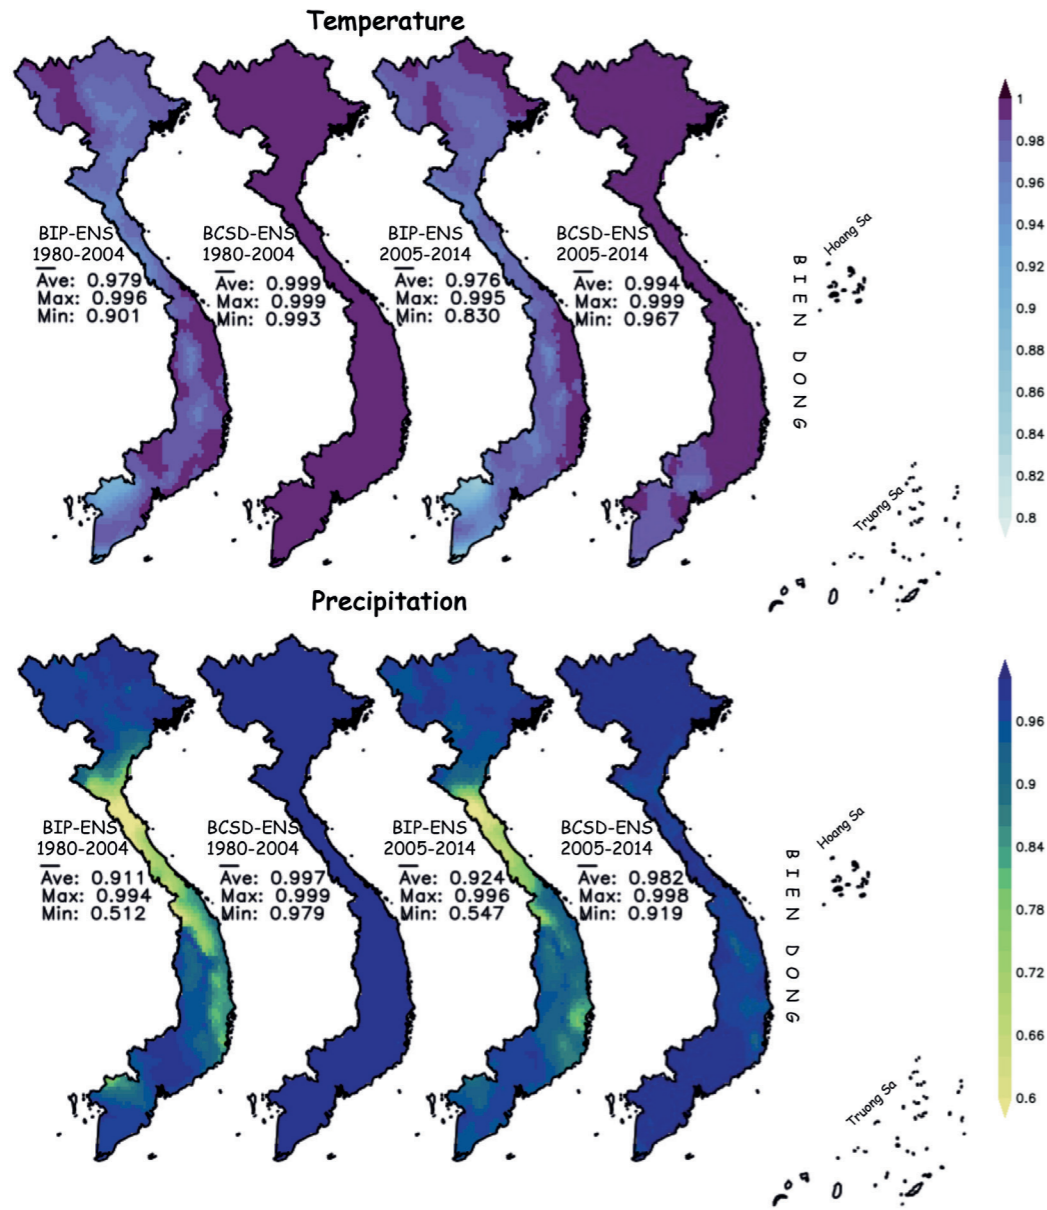 Temperature
BIP-ENS
1980-2004
Ave: 0.979
Max: 0.996
Min: 0.901
BCSD-ENS
1980-2004
Ave: 0.999
Max: 0.999
Min: 0.993
BIP-ENS
2005-2014
Ave: 0.976
Max: 0.995
Min: 0.830
BCSD-ENS
2005-2014
Ave: 0.994
Max: 0.999
Min: 0.967
BIEN DONG
Hoang Sa
Truong Sa
1
0.98
0.96
0.94
0.92
0.9
0.88
0.86
0.84
0.82
0.8
Precipitation
BIP-ENS
1980-2004
Ave: 0.911
Max: 0.994
Min: 0.512
BCSD-ENS
1980-2004
Ave: 0.997
Max: 0.999
Min: 0.979
BIP-ENS
2005-2014
Ave: 0.924
Max: 0.996
Min: 0.547
BCSD-ENS
2005-2014
Ave: 0.982
Max: 0.998
Min: 0.919
BIEN DONG
Hoang Sa
Truong Sa
0.96
0.9
0.84
0.78
0.72
0.66
0.6